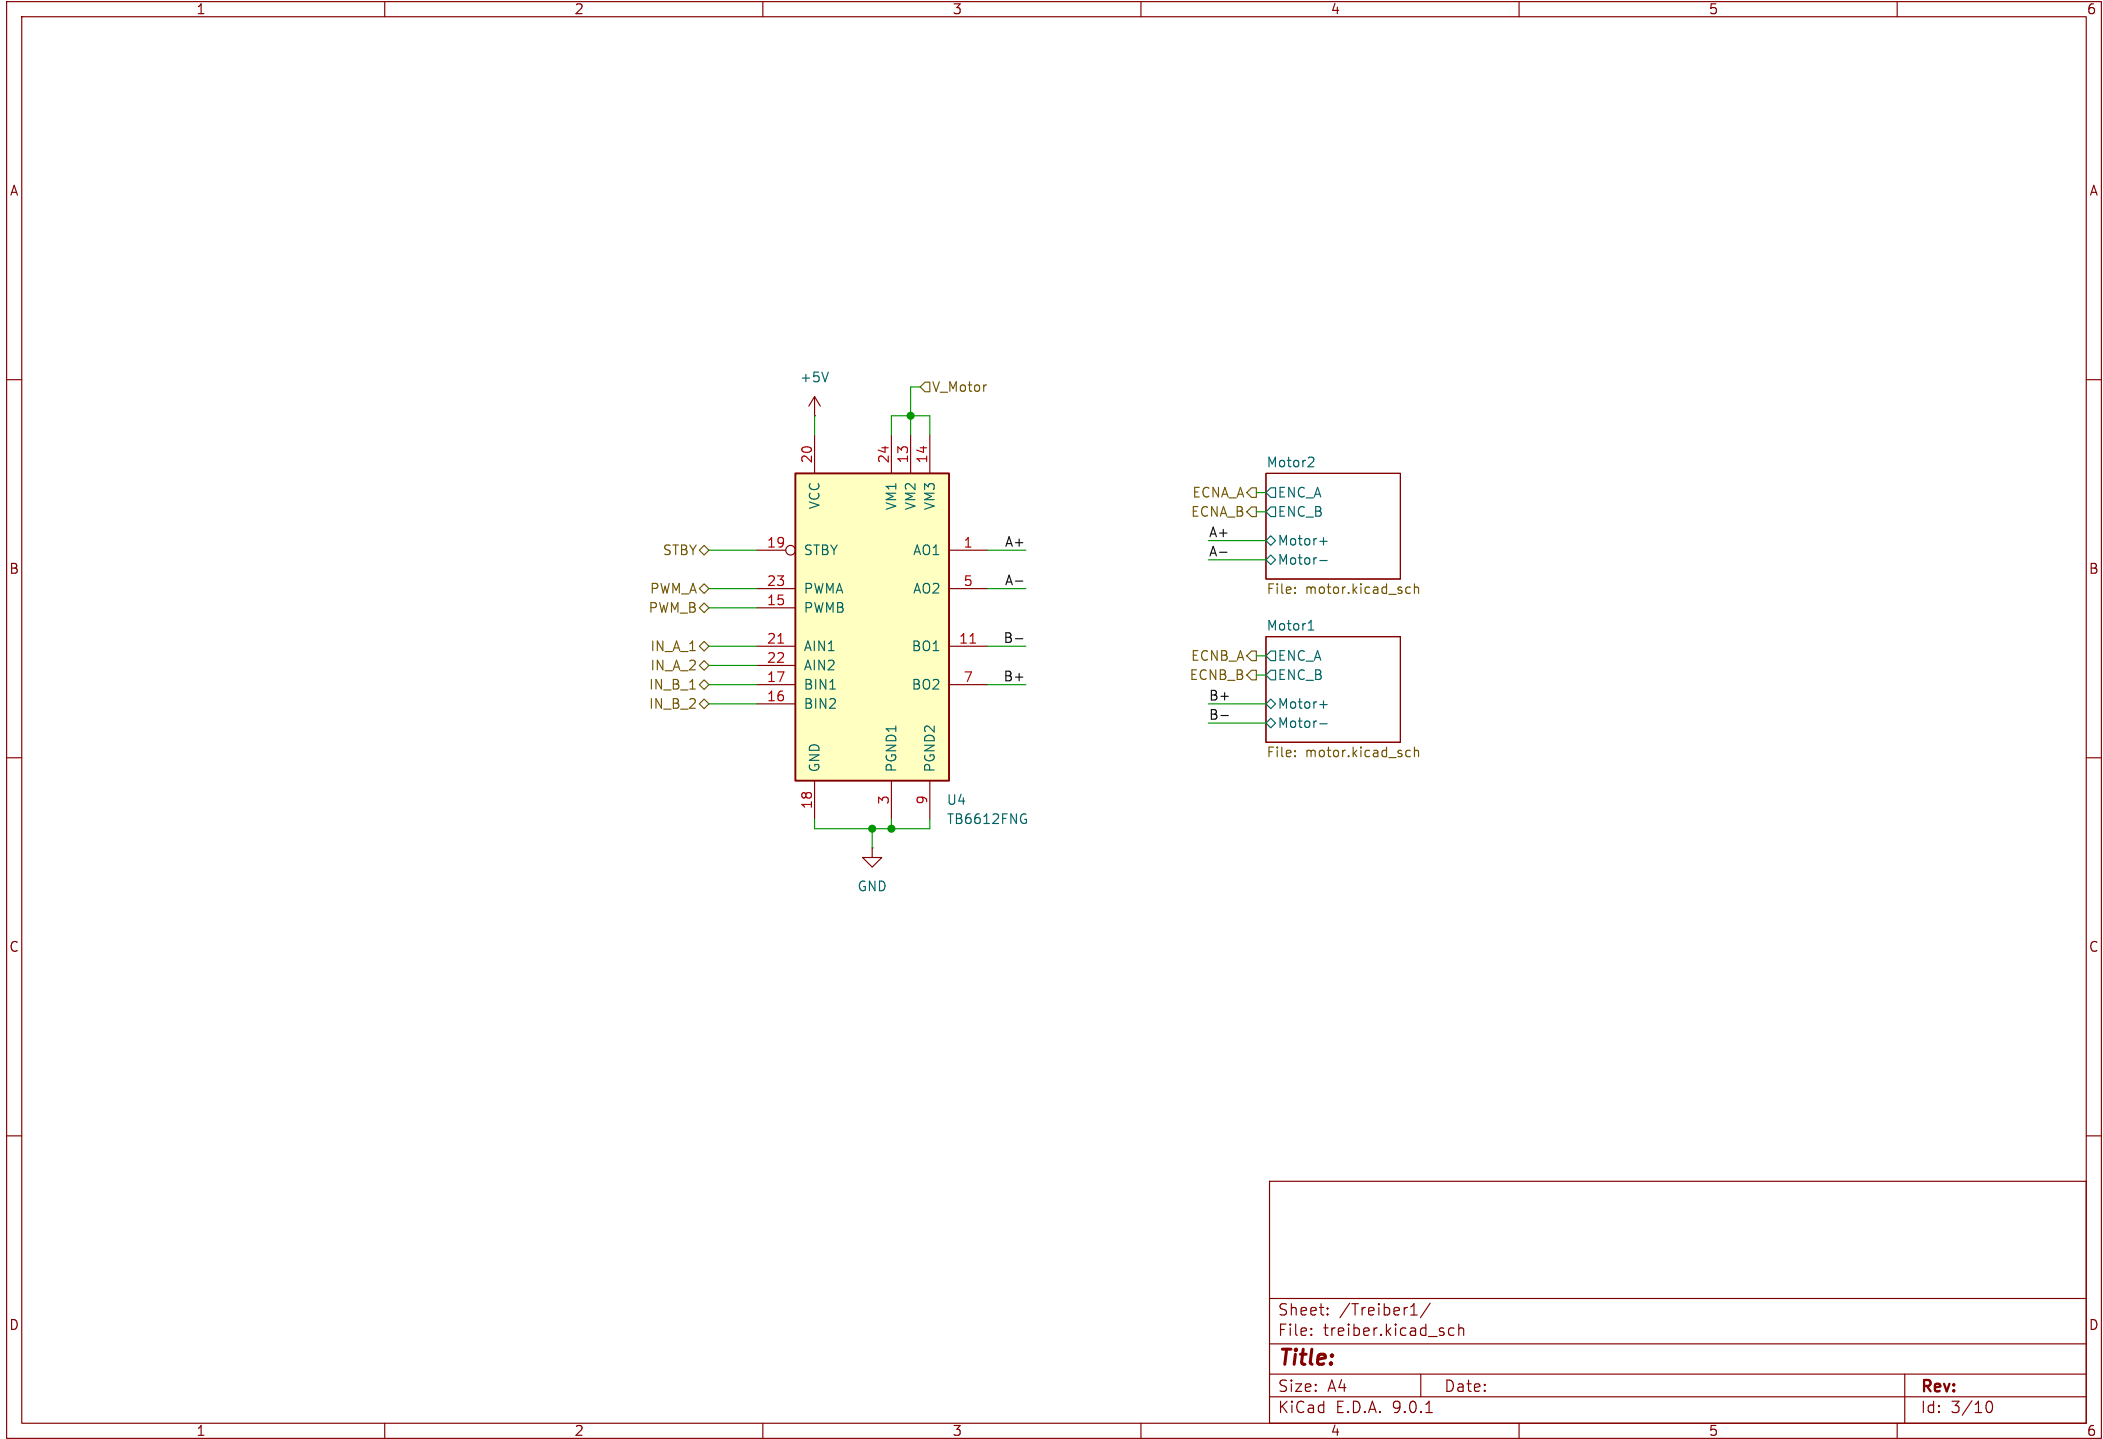 1 2 3 4 5 6
A A
+5V
V_Motor
20 24 13 14
VCC VM1 VM2 VM3
STBY 19 STBY AO1 1 A+
PWM_A 23 PWMA AO2 5 A-
PWM_B 15 PWMB
IN_A_1 21 AIN1 BO1 11 B-
IN_A_2 22 AIN2
IN_B_1 17 BIN1 BO2 7 B+
IN_B_2 16 BIN2
GND PGND1 PGND2
18 3 9
U4
TB6612FNG
GND
Motor2
ECNA_A ENC_A
ECNA_B ENC_B
A+ Motor+
A- Motor-
File: motor.kicad_sch
Motor1
ECNB_A ENC_A
ECNB_B ENC_B
B+ Motor+
B- Motor-
File: motor.kicad_sch
B B
C C
D D
Sheet: /Treiber1/
File: treiber.kicad_sch
Title:
Size: A4 Date: Rev:
KiCad E.D.A. 9.0.1 Id: 3/10
1 2 3 4 5 6